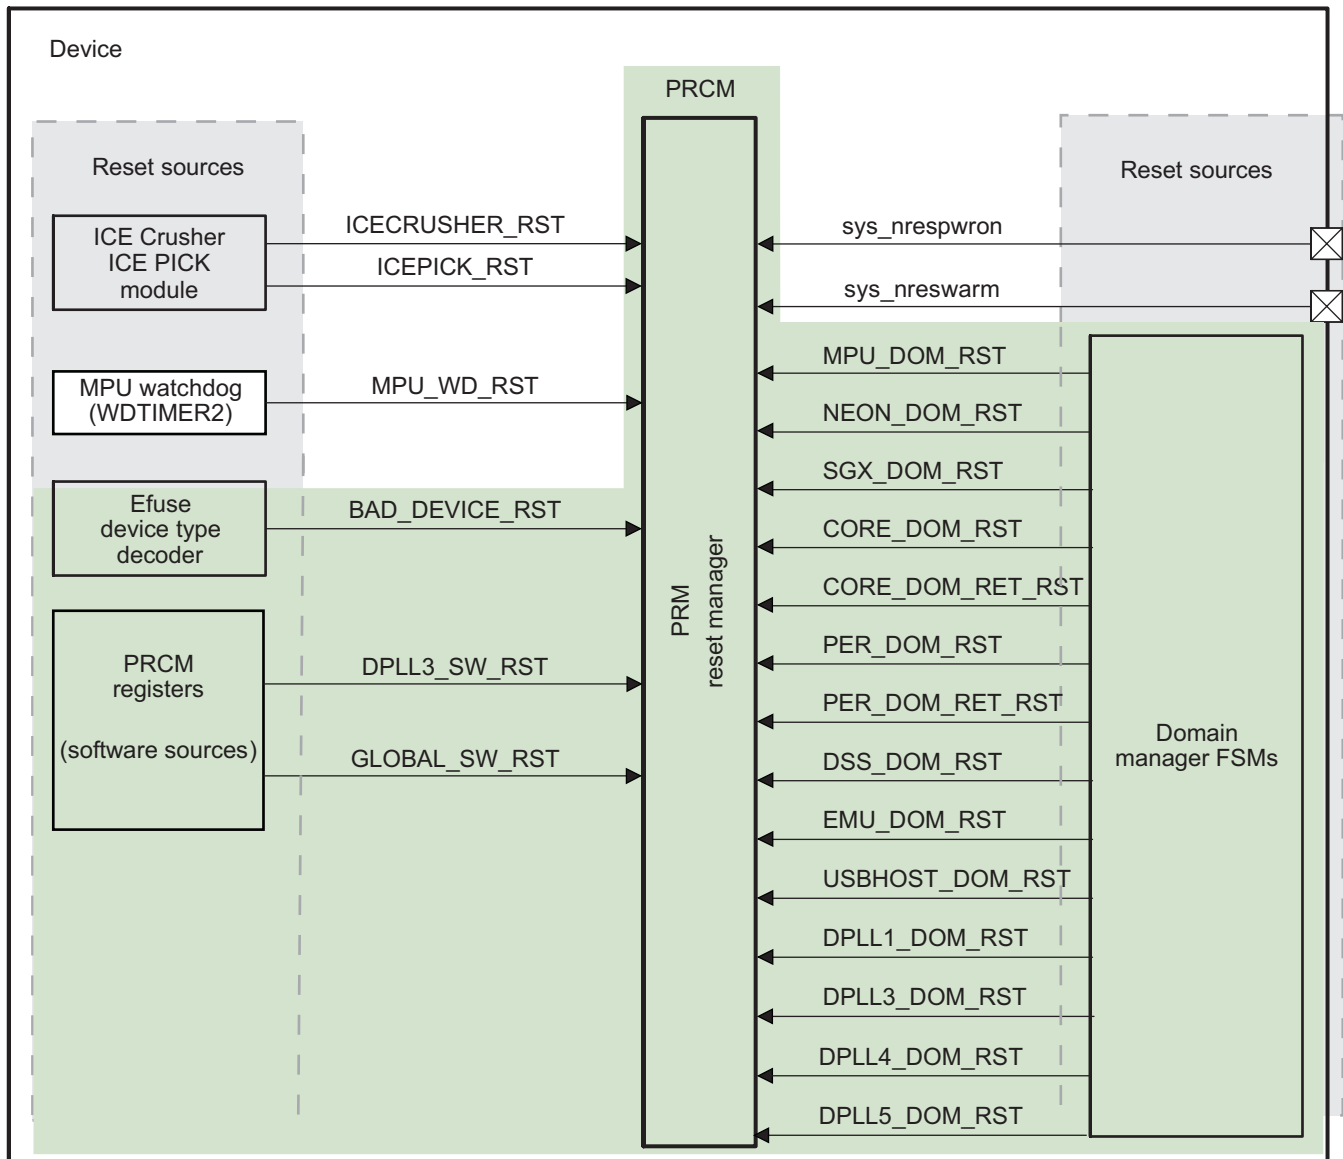 Device
PRCM
Reset sources
ICE Crusher
ICE PICK
module
MPU watchdog
(WDTIMER2)
Efuse
device type
decoder
PRCM
registers
(software sources)
ICECRUSHER_RST
ICEPICK_RST
MPU_WD_RST
BAD_DEVICE_RST
DPLL3_SW_RST
GLOBAL_SW_RST
PRM
reset manager
Reset sources
sys_nrespwron
sys_nreswarm
MPU_DOM_RST
NEON_DOM_RST
SGX_DOM_RST
CORE_DOM_RST
CORE_DOM_RET_RST
PER_DOM_RST
PER_DOM_RET_RST
DSS_DOM_RST
EMU_DOM_RST
USBHOST_DOM_RST
DPLL1_DOM_RST
DPLL3_DOM_RST
DPLL4_DOM_RST
DPLL5_DOM_RST
Domain
manager FSMs